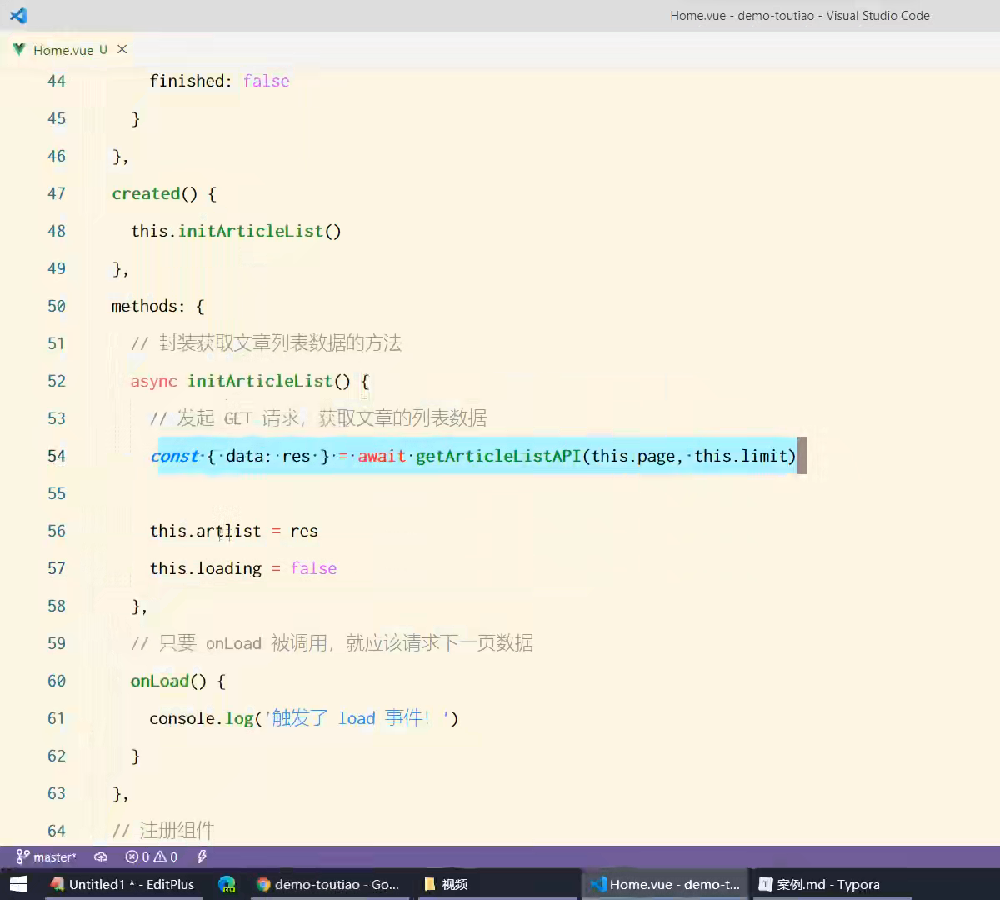 Home.vue - demo-toutiao - Visual Studio Code
Home.vue U
44 finished: false
45 }
46 },
47 created() {
48 this.initArticleList()
49 },
50 methods: {
51 // 封装获取文章列表数据的方法
52 async initArticleList() {
53 // 发起 GET 请求，获取文章的列表数据
54 const { data: res } = await getArticleListAPI(this.page, this.limit)
55
56 this.artlist = res
57 this.loading = false
58 },
59 // 只要 onLoad 被调用，就应该请求下一页数据
60 onLoad() {
61 console.log('触发了 load 事件！')
62 }
63 },
64 // 注册组件
master* 0 0
Untitled1 * - EditPlus DEV demo-toutiao - Go... 视频 Home.vue - demo-t... 案例.md - Typora